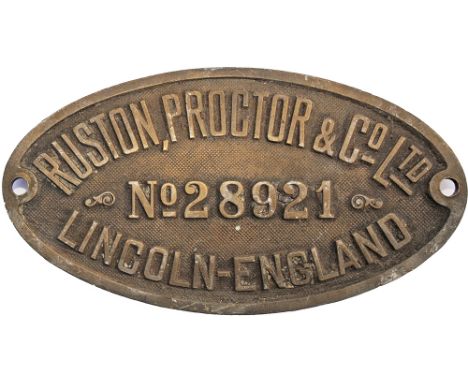 RUSTON, PROCTOR & Co LTD
No 28921
LINCOLN-ENGLAND